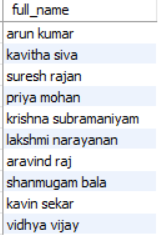 full_name
arun kumar
kavitha siva
suresh rajan
priya mohan
krishna subramaniyam
lakshmi narayanan
aravind raj
shanmugam bala
kavin sekar
vidhya vijay